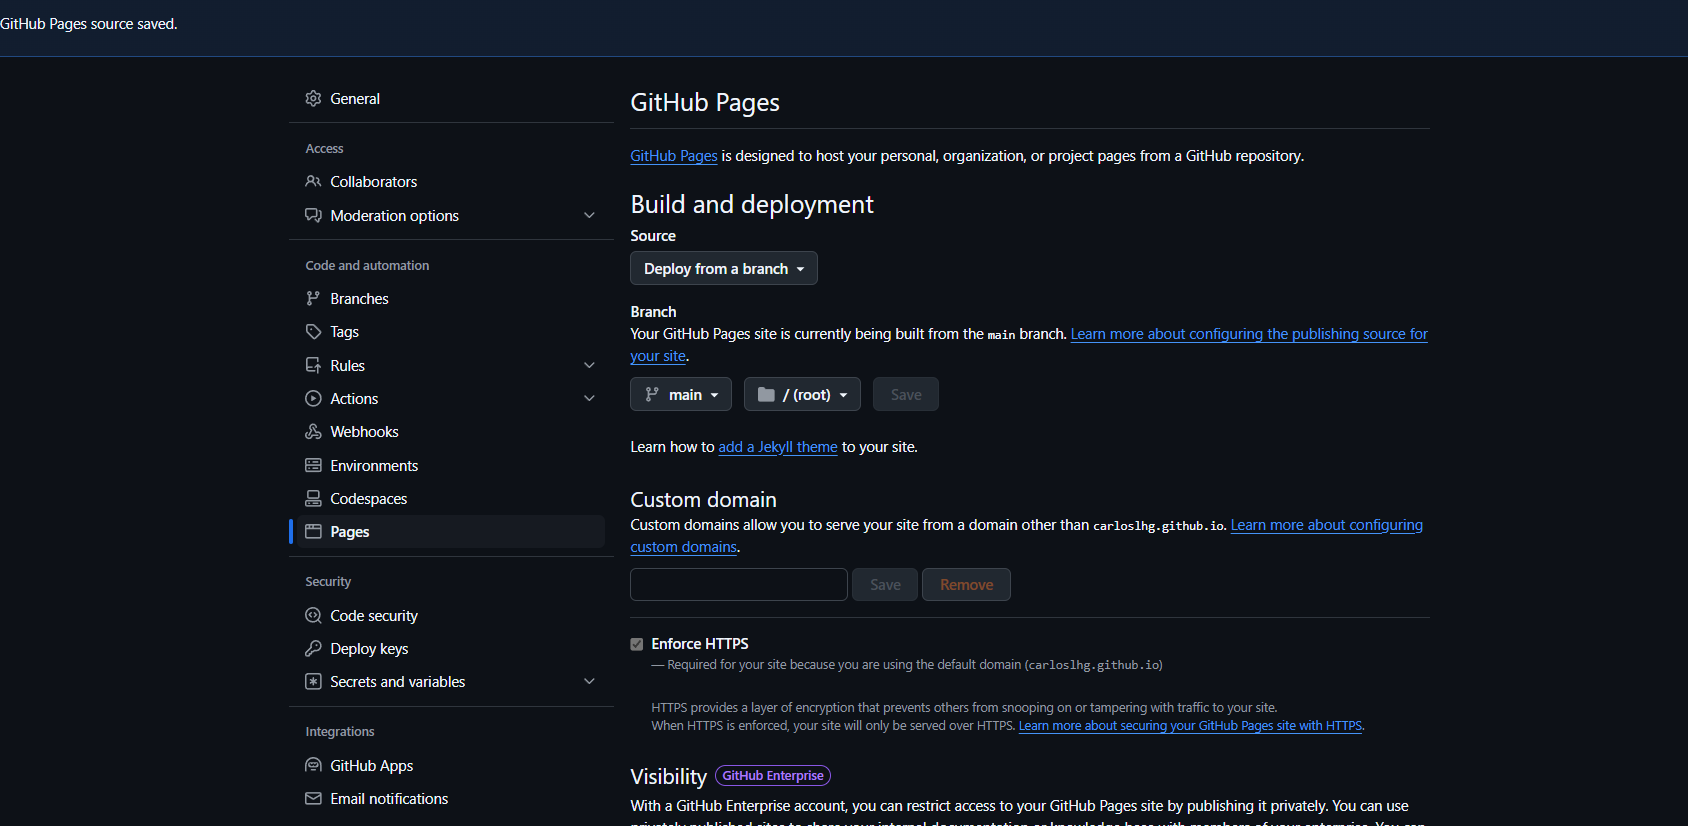 GitHub Pages source saved.
General
Access
Collaborators
Moderation options
Code and automation
Branches
Tags
Rules
Actions
Webhooks
Environments
Codespaces
Pages
Security
Code security
Deploy keys
Secrets and variables
Integrations
GitHub Apps
Email notifications
GitHub Pages
GitHub Pages is designed to host your personal, organization, or project pages from a GitHub repository.
Build and deployment
Source
Deploy from a branch
Branch
Your GitHub Pages site is currently being built from the main branch. Learn more about configuring the publishing source for
your site.
main
/ (root)
Save
Learn how to add a Jekyll theme to your site.
Custom domain
Custom domains allow you to serve your site from a domain other than carloslhg.github.io. Learn more about configuring
custom domains.
Save
Remove
Enforce HTTPS
— Required for your site because you are using the default domain (carloslhg.github.io)
HTTPS provides a layer of encryption that prevents others from snooping on or tampering with traffic to your site.
When HTTPS is enforced, your site will only be served over HTTPS. Learn more about securing your GitHub Pages site with HTTPS.
Visibility
GitHub Enterprise
With a GitHub Enterprise account, you can restrict access to your GitHub Pages site by publishing it privately. You can use